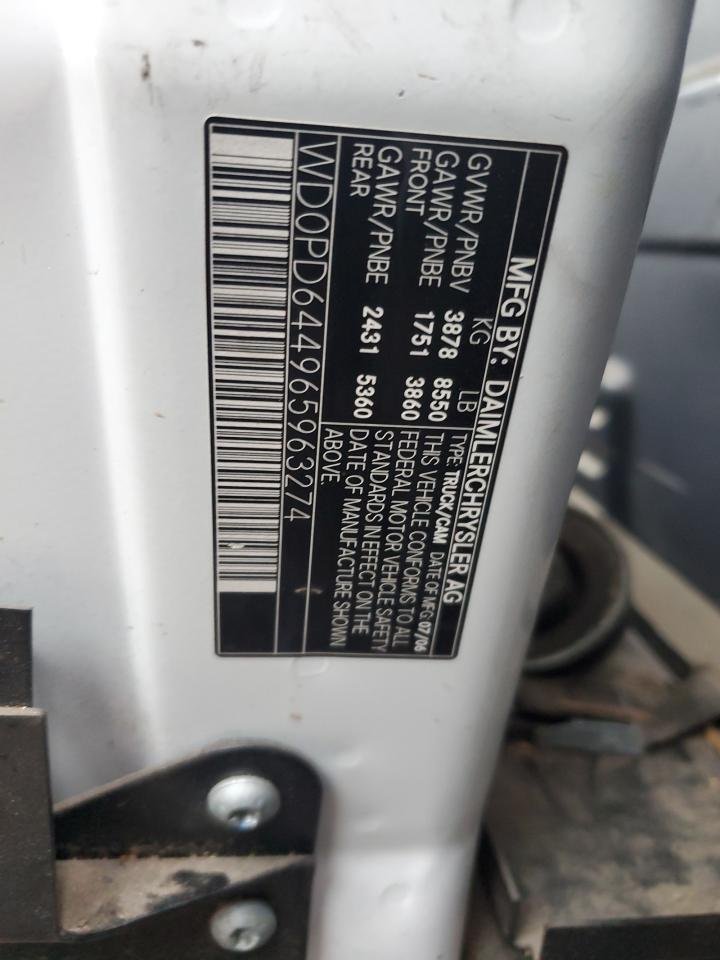 MFG BY: DAIMLERCHRYSLER AG
KG LB
GVWR/PNBV 3878 8550
GAWR/PNBE 1751 3860
FRONT
GAWR/PNBE 2431 5360
REAR
TYPE: TRUCK/CAM DATE OF MFG: 07/06
THIS VEHICLE CONFORMS TO ALL
FEDERAL MOTOR VEHICLE SAFETY
STANDARDS IN EFFECT ON THE
DATE OF MANUFACTURE SHOWN
ABOVE.
WD0PD644965963274